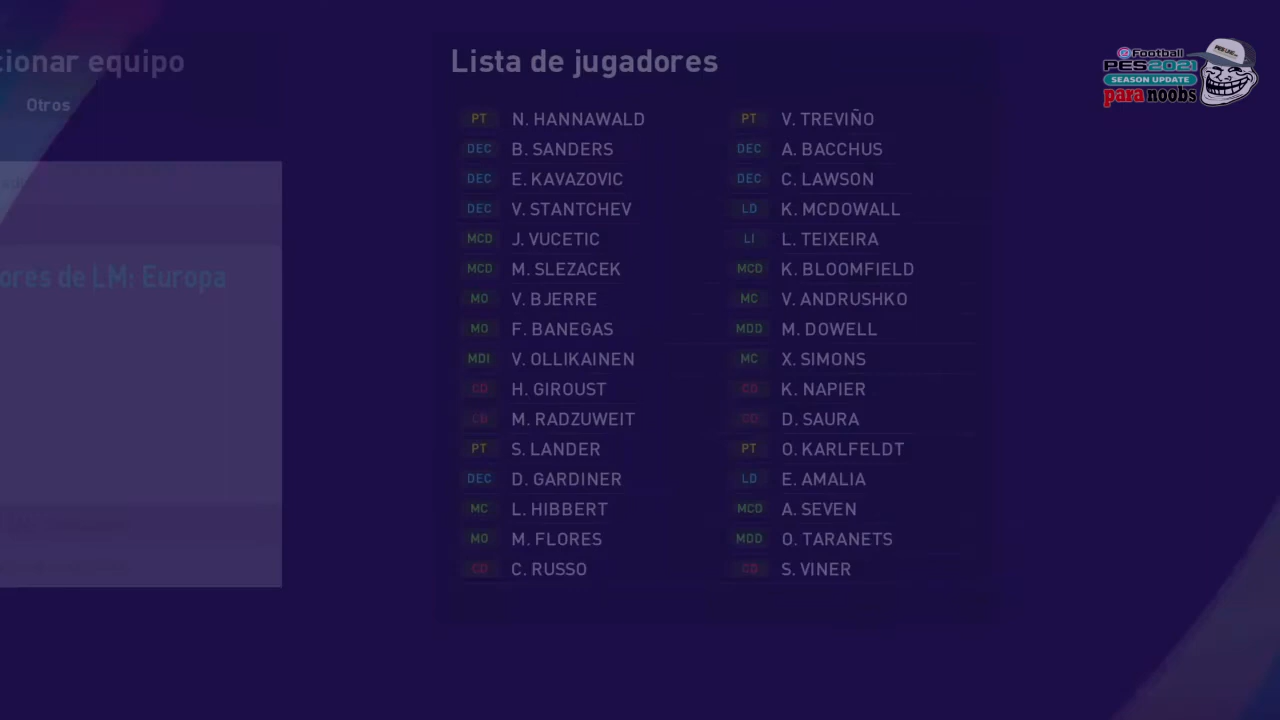 cionar equipo
Otros
ores de LM: Europa
Lista de jugadores
PT N. HANNAWALD
DEC B. SANDERS
DEC E. KAVAZOVIC
DEC V. STANTCHEV
MCD J. VUCETIC
MCD M. SLEZACEK
MO V. BJERRE
MO F. BANEGAS
MDI V. OLLIKAINEN
CD H. GIROUST
CD M. RADZUWEIT
PT S. LANDER
DEC D. GARDINER
MC L. HIBBERT
MO M. FLORES
CD C. RUSSO
PT V. TREVIÑO
DEC A. BACCHUS
DEC C. LAWSON
LD K. MCDOWALL
LI L. TEIXEIRA
MCD K. BLOOMFIELD
MC V. ANDRUSHKO
MDD M. DOWELL
MC X. SIMONS
CD K. NAPIER
CD D. SAURA
PT O. KARLFELDT
LD E. AMALIA
MCD A. SEVEN
MDD O. TARANETS
CD S. VINER
eFootball
PES2021
SEASON UPDATE
para noobs